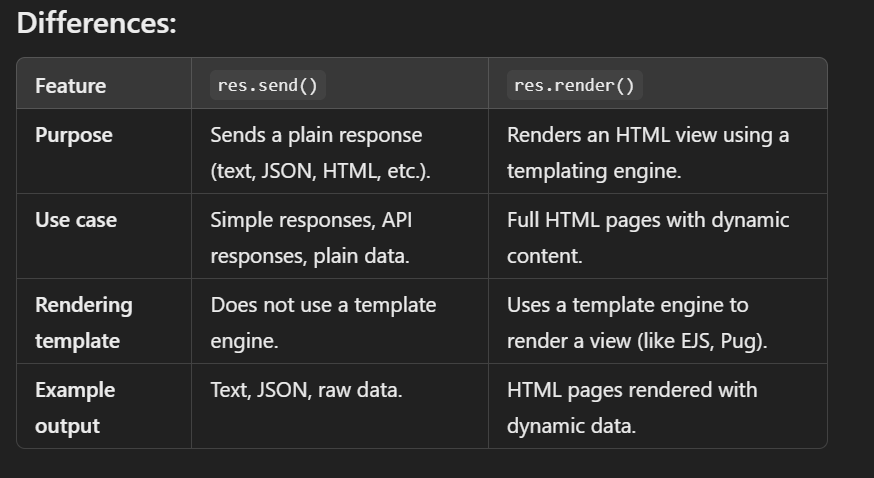 Differences:
Feature res.send() res.render()
Purpose Sends a plain response Renders an HTML view using a
(text, JSON, HTML, etc.). templating engine.
Use case Simple responses, API Full HTML pages with dynamic
responses, plain data. content.
Rendering Does not use a template Uses a template engine to
template engine. render a view (like EJS, Pug).
Example Text, JSON, raw data. HTML pages rendered with
output dynamic data.